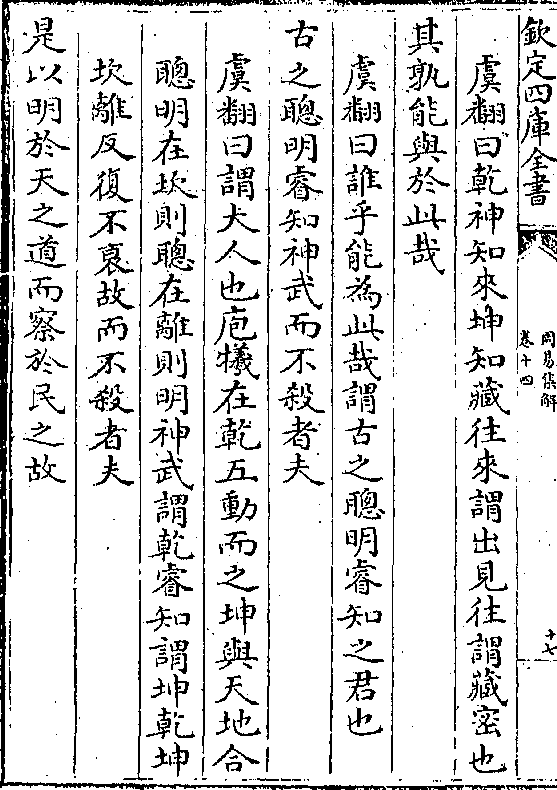 欽定四庫全書
周易集解
卷十四
十七
虞翻曰乾神知來坤知藏往來謂出見往謂藏密也
其孰能與於此哉
虞翻曰誰乎能為此哉謂古之聰明睿知之君也
古之聰明睿知神武而不殺者夫
虞翻曰謂大人也庖犧在乾五動而之坤與天地合
聰明在坎則聰在離則明神武謂乾睿知謂坤乾坤
坎離反復不衰故而不殺者夫
是以明於天之道而察於民之故